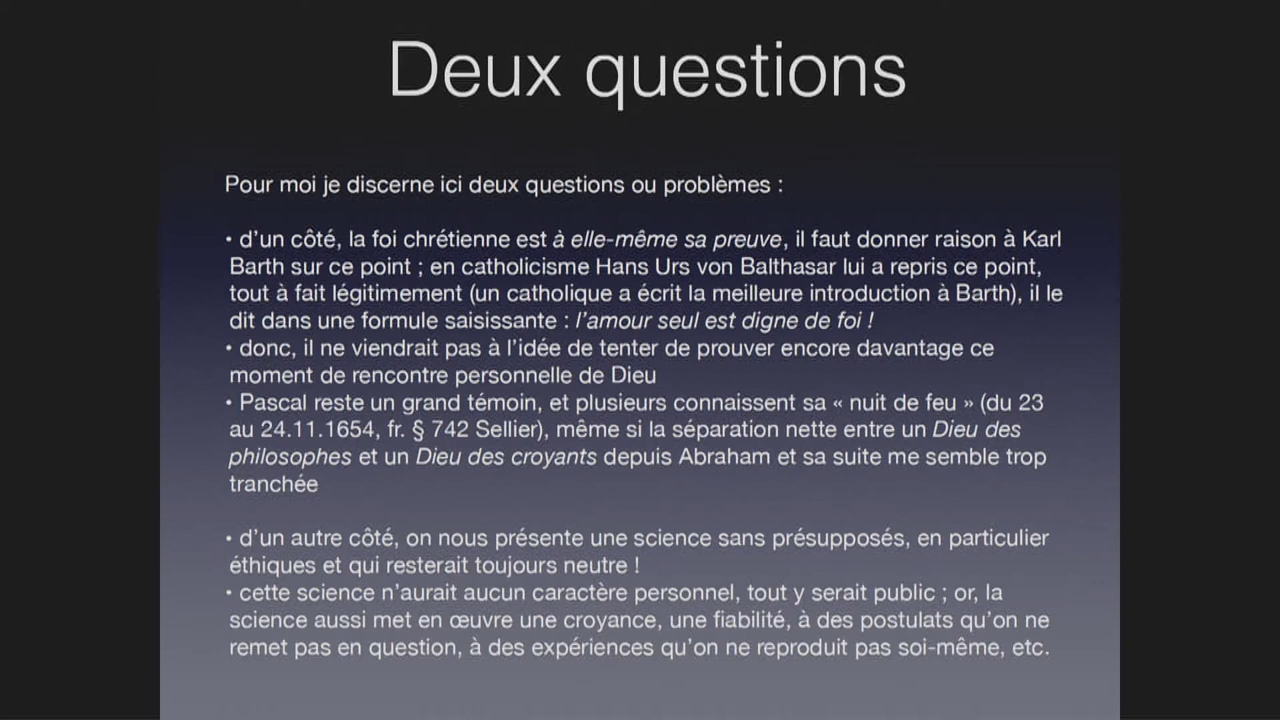 Deux questions
Pour moi je discerne ici deux questions ou problèmes :
• d’un côté, la foi chrétienne est à elle-même sa preuve, il faut donner raison à Karl
Barth sur ce point ; en catholicisme Hans Urs von Balthasar lui a repris ce point,
tout à fait légitimement (un catholique a écrit la meilleure introduction à Barth), il le
dit dans une formule saisissante : l’amour seul est digne de foi !
• donc, il ne viendrait pas à l’idée de tenter de prouver encore davantage ce
moment de rencontre personnelle de Dieu
• Pascal reste un grand témoin, et plusieurs connaissent sa « nuit de feu » (du 23
au 24.11.1654, fr. § 742 Sellier), même si la séparation nette entre un Dieu des
philosophes et un Dieu des croyants depuis Abraham et sa suite me semble trop
tranchée
• d’un autre côté, on nous présente une science sans présupposés, en particulier
éthiques et qui resterait toujours neutre !
• cette science n’aurait aucun caractère personnel, tout y serait public ; or, la
science aussi met en œuvre une croyance, une fiabilité, à des postulats qu’on ne
remet pas en question, à des expériences qu’on ne reproduit pas soi-même, etc.